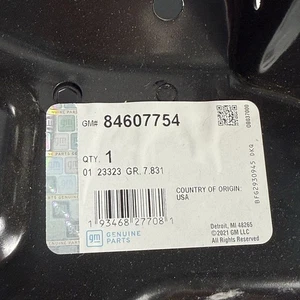 GM# 84607754
QTY. 1
01 23323 GR. 7.831
COUNTRY OF ORIGIN:
USA
1 93468 27708 1
gm GENUINE
PARTS
Detroit, MI 48265
©2021 GM LLC
All Rights Reserved